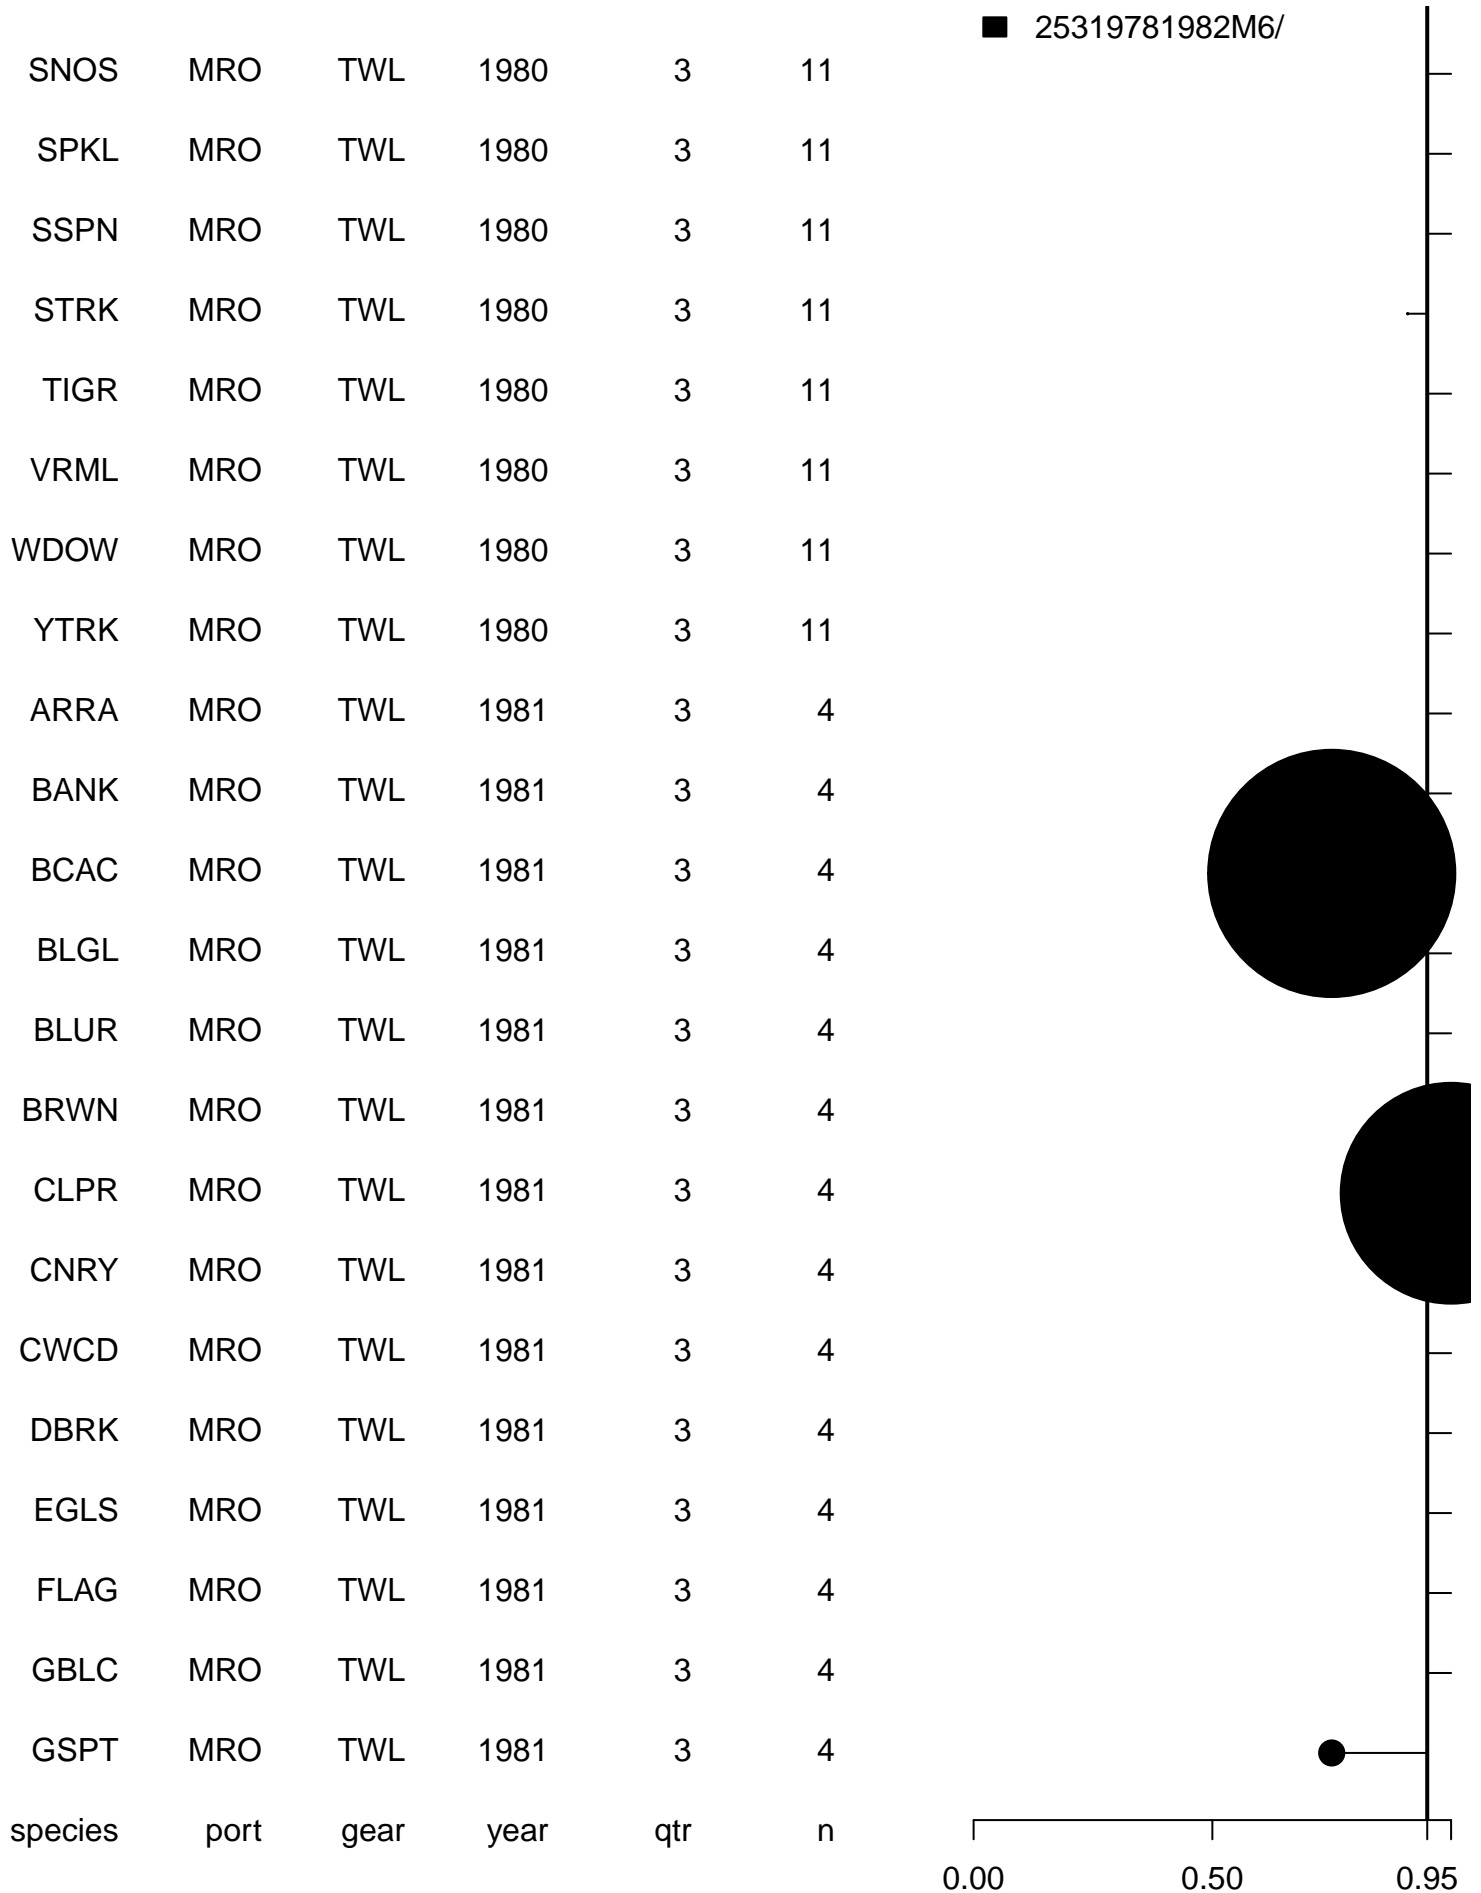 25319781982M6/
SNOS MRO TWL 1980 3 11
SPKL MRO TWL 1980 3 11
SSPN MRO TWL 1980 3 11
STRK MRO TWL 1980 3 11
TIGR MRO TWL 1980 3 11
VRML MRO TWL 1980 3 11
WDOW MRO TWL 1980 3 11
YTRK MRO TWL 1980 3 11
ARRA MRO TWL 1981 3 4
BANK MRO TWL 1981 3 4
BCAC MRO TWL 1981 3 4
BLGL MRO TWL 1981 3 4
BLUR MRO TWL 1981 3 4
BRWN MRO TWL 1981 3 4
CLPR MRO TWL 1981 3 4
CNRY MRO TWL 1981 3 4
CWCD MRO TWL 1981 3 4
DBRK MRO TWL 1981 3 4
EGLS MRO TWL 1981 3 4
FLAG MRO TWL 1981 3 4
GBLC MRO TWL 1981 3 4
GSPT MRO TWL 1981 3 4
species port gear year qtr n
0.00 0.50 0.95